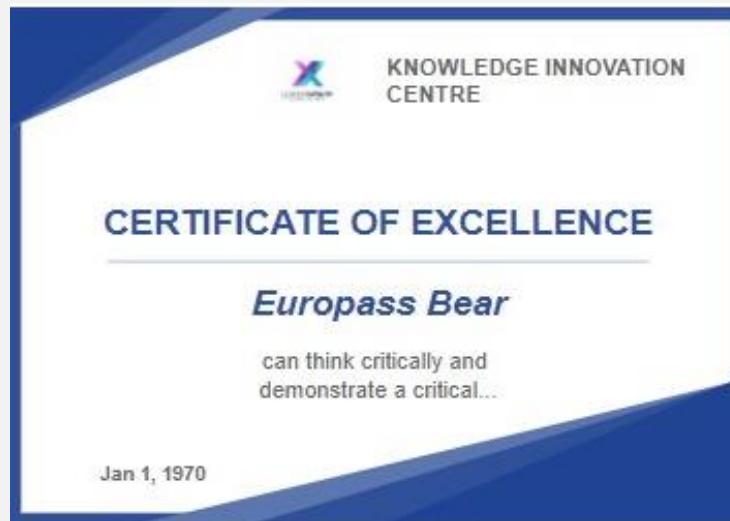 KNOWLEDGE INNOVATION
CENTRE
CERTIFICATE OF EXCELLENCE
Europass Bear
can think critically and
demonstrate a critical...
Jan 1, 1970